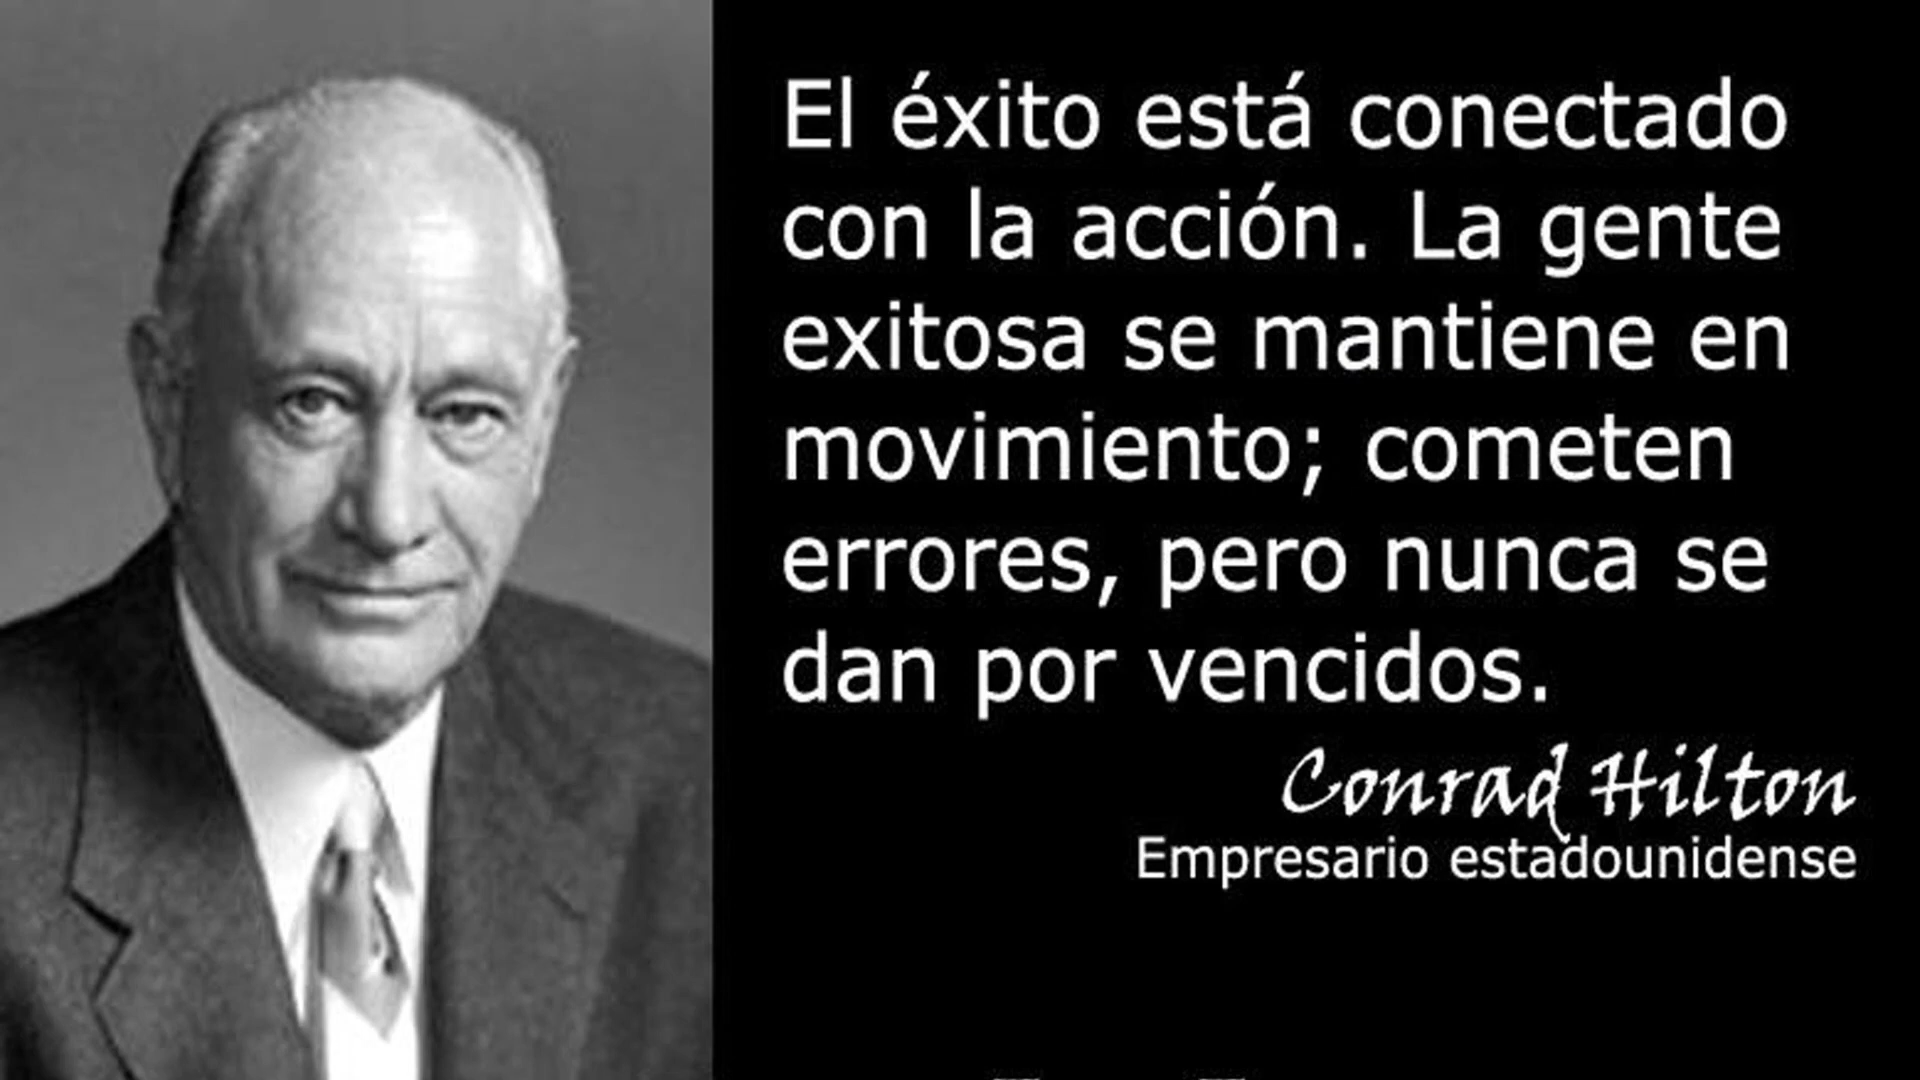 El éxito está conectado
con la acción. La gente
exitosa se mantiene en
movimiento; cometen
errores, pero nunca se
dan por vencidos.
Conrad Hilton
Empresario estadounidense